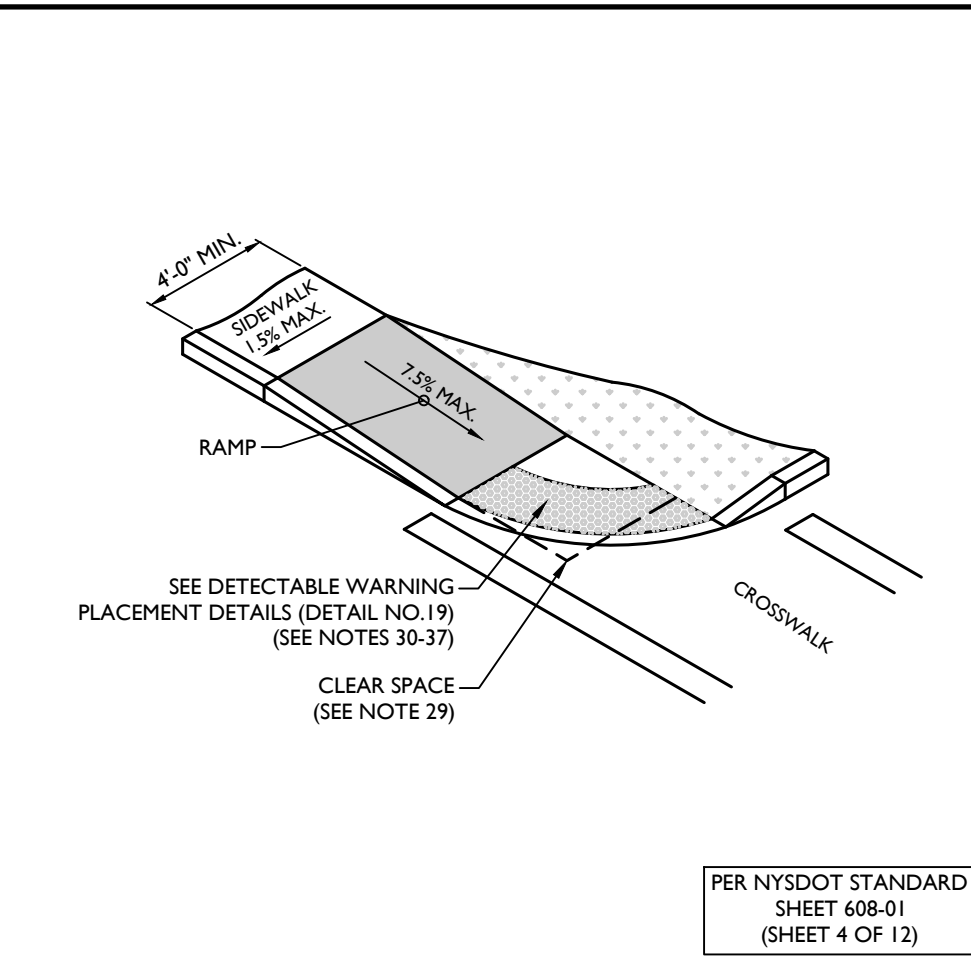 4'-0" MIN.
SIDEWALK
1.5% MAX.
7.5% MAX.
RAMP
SEE DETECTABLE WARNING
PLACEMENT DETAILS (DETAIL NO.19)
(SEE NOTES 30-37)
CROSSWALK
CLEAR SPACE
(SEE NOTE 29)
PER NYSDOT STANDARD
SHEET 608-01
(SHEET 4 OF 12)